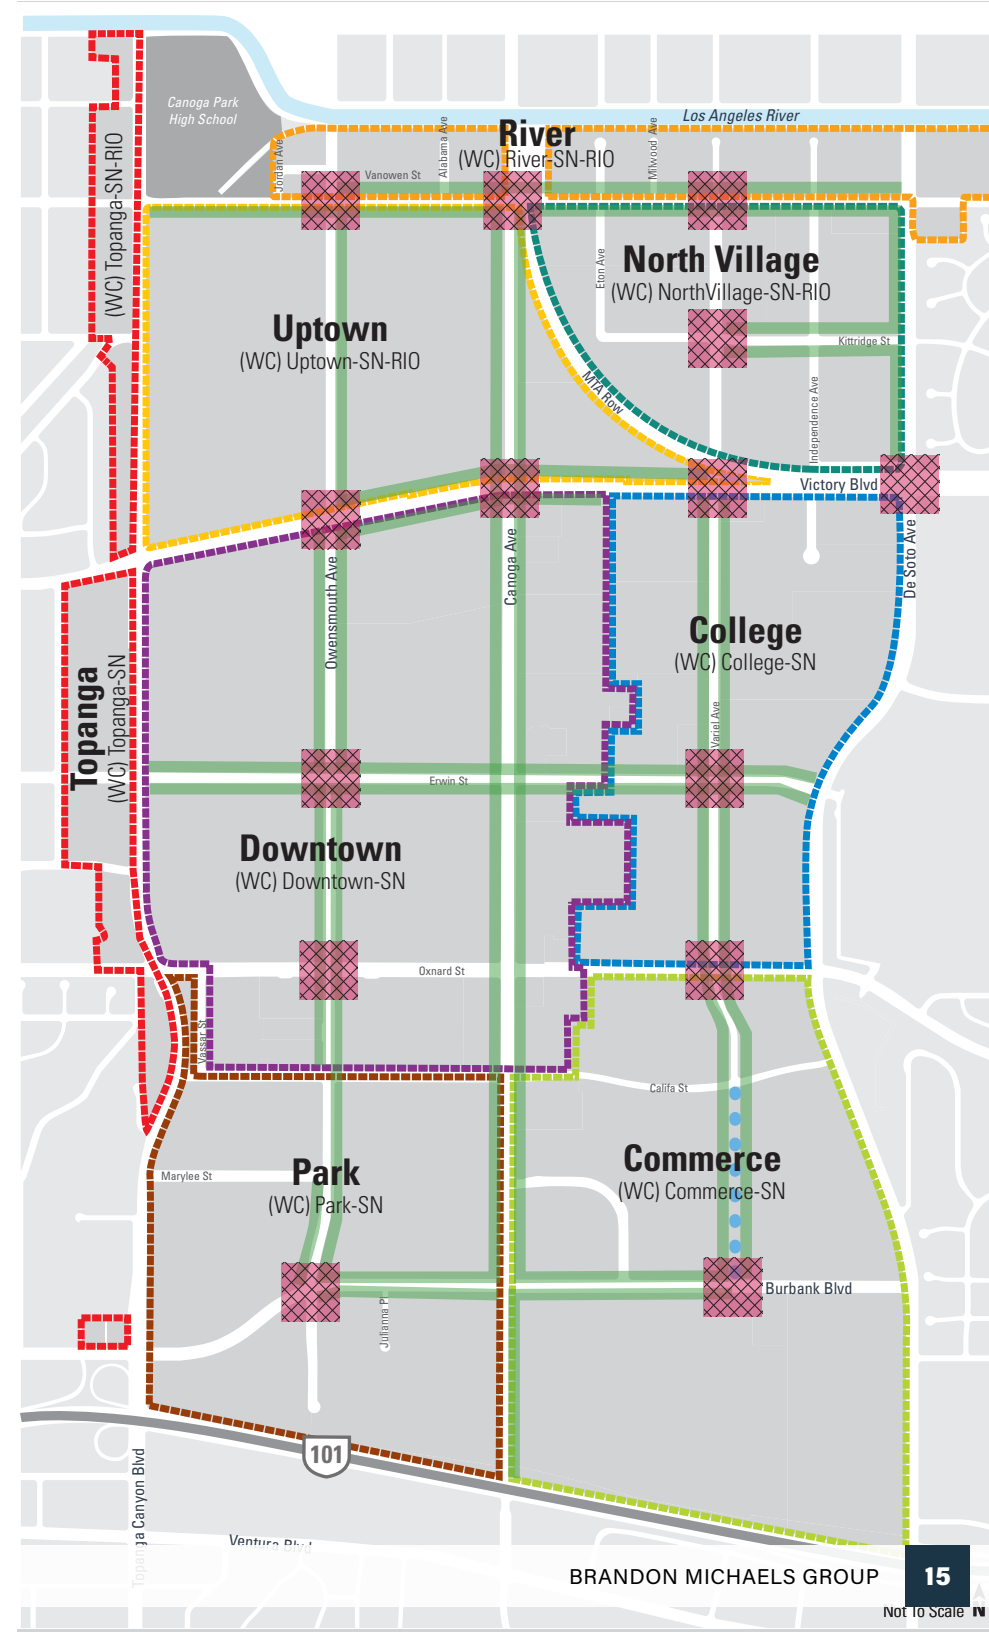 Canoga Park
High School
Los Angeles River
River
(WC) River-SN-RIO
Jordan Ave
Alabama Ave
Milwood Ave
Vanowen St
(WC) Topanga-SN-RIO
North Village
(WC) NorthVillage-SN-RIO
Eton Ave
Uptown
(WC) Uptown-SN-RIO
Kittridge St
MTA Row
Independence Ave
Victory Blvd
De Soto Ave
Canoga Ave
Owensmouth Ave
College
(WC) College-SN
Topanga
(WC) Topanga-SN
Variel Ave
Erwin St
Downtown
(WC) Downtown-SN
Oxnard St
Vassar St
Califa St
Park
(WC) Park-SN
Marylee St
Commerce
(WC) Commerce-SN
Burbank Blvd
Julianna Pl
101
Topanga Canyon Blvd
Ventura Blvd
BRANDON MICHAELS GROUP
15
Not To Scale N